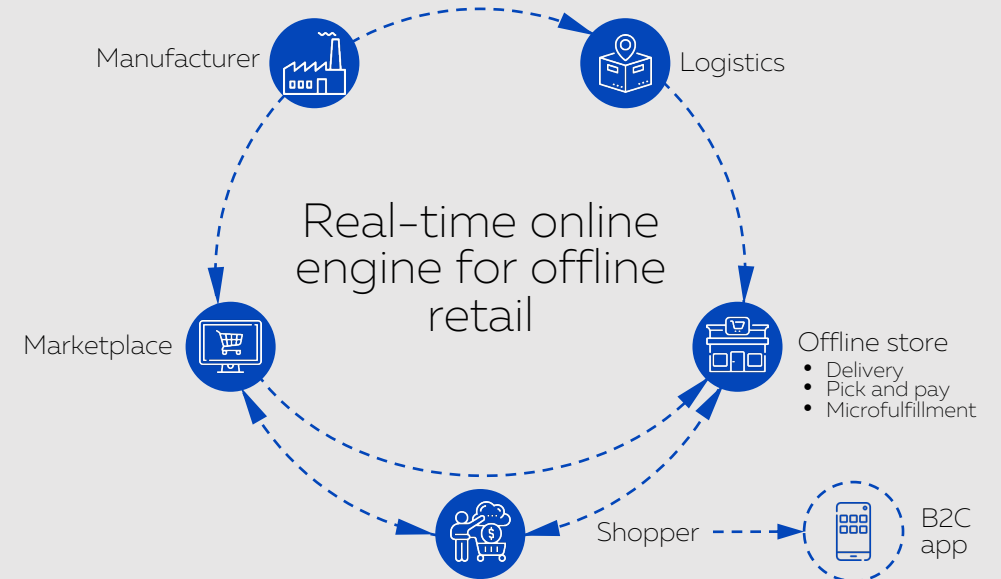 Manufacturer
Logistics
Real-time online
engine for offline
retail
Marketplace
Offline store
• Delivery
• Pick and pay
• Microfulfillment
$
Shopper
B2C
app